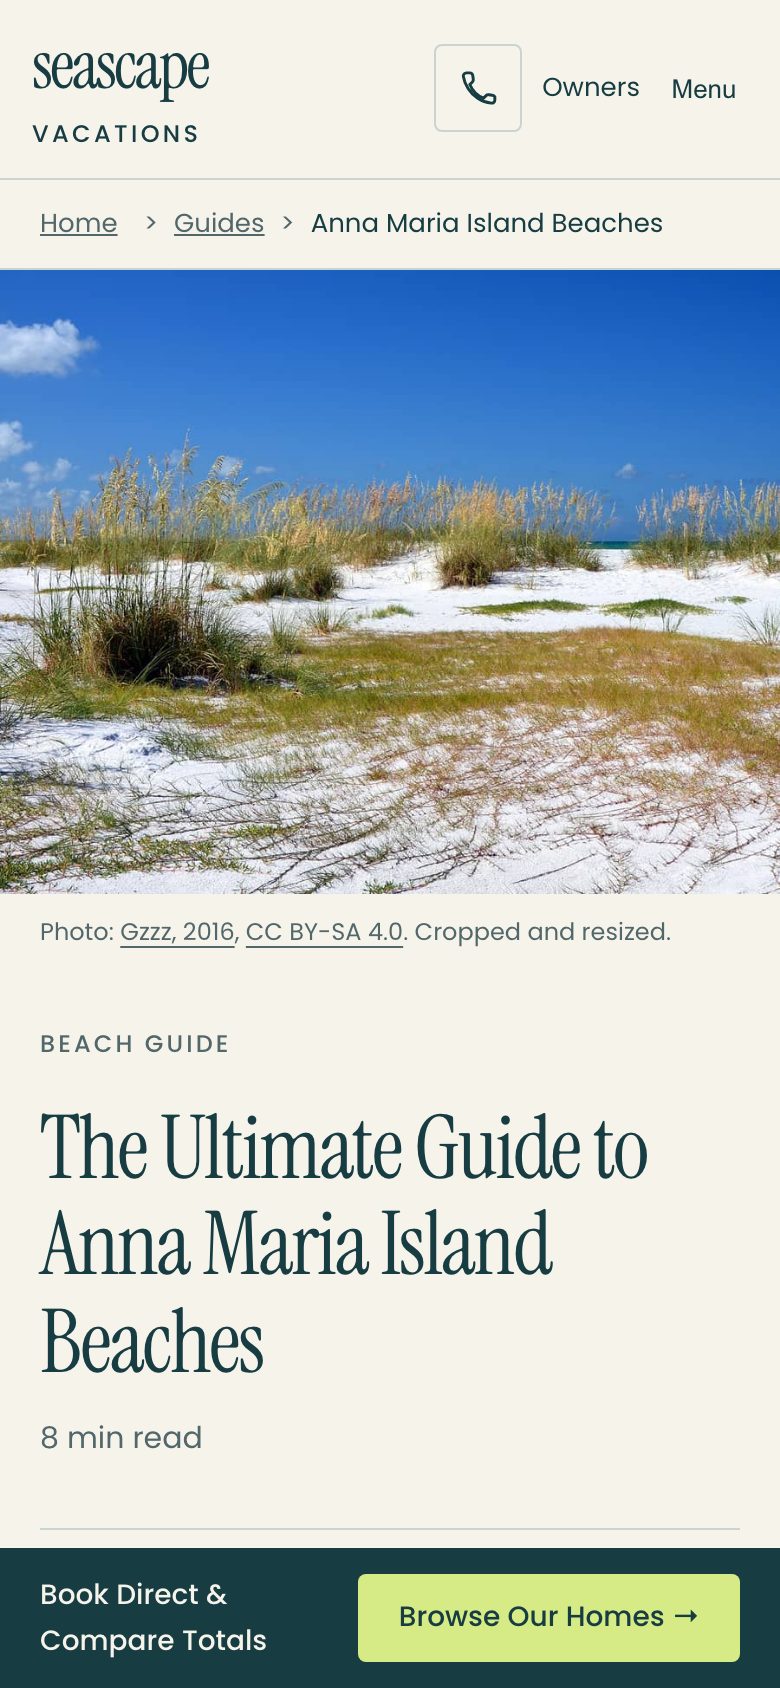 seascape
VACATIONS
Owners
Menu
Home > Guides > Anna Maria Island Beaches
Photo: Gzzz, 2016, CC BY-SA 4.0. Cropped and resized.
BEACH GUIDE
The Ultimate Guide to
Anna Maria Island
Beaches
8 min read
Book Direct &
Compare Totals
Browse Our Homes →